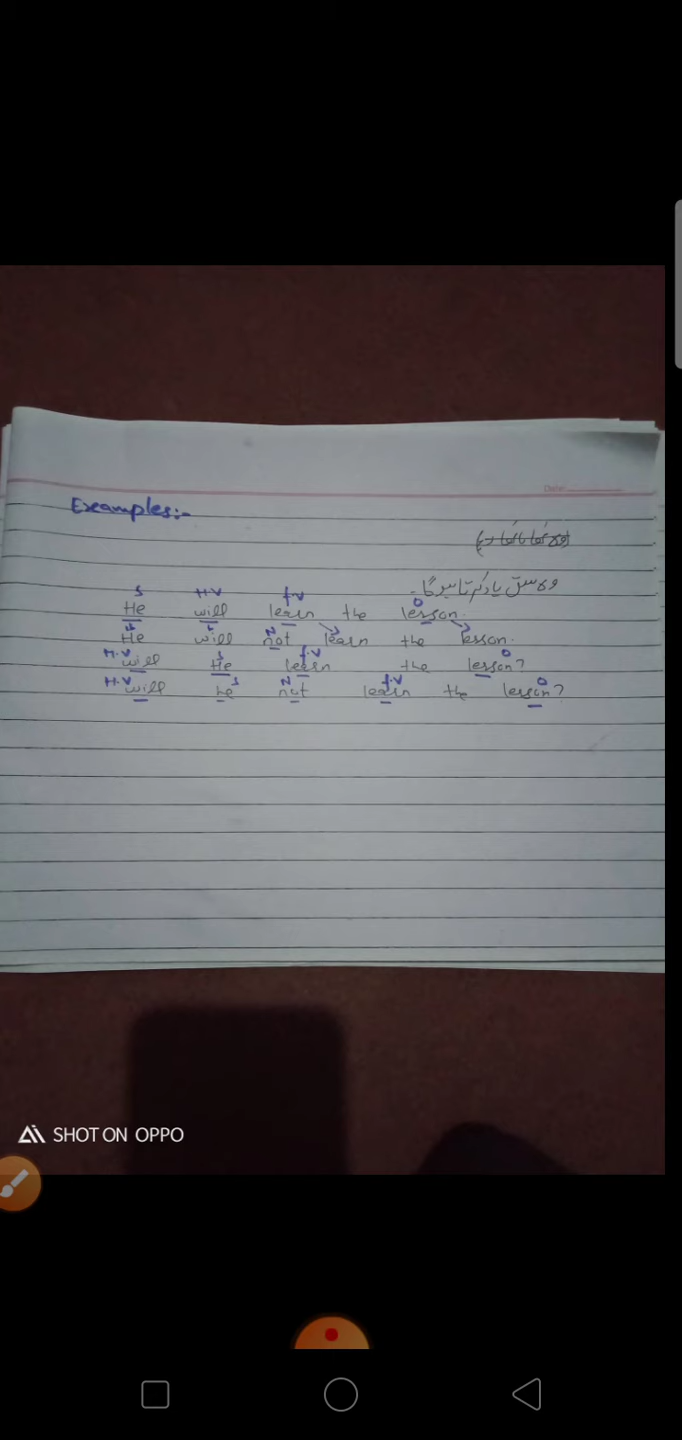 Date:
Examples:-
وہ سبق یاد کرتا ہوگا۔
S H.V f.v O
He will learn the lesson.
N
He will not learn the lesson.
H.V S f.v O
will He learn the lesson?
H.V S N f.v O
will he not learn the lesson?
SHOT ON OPPO